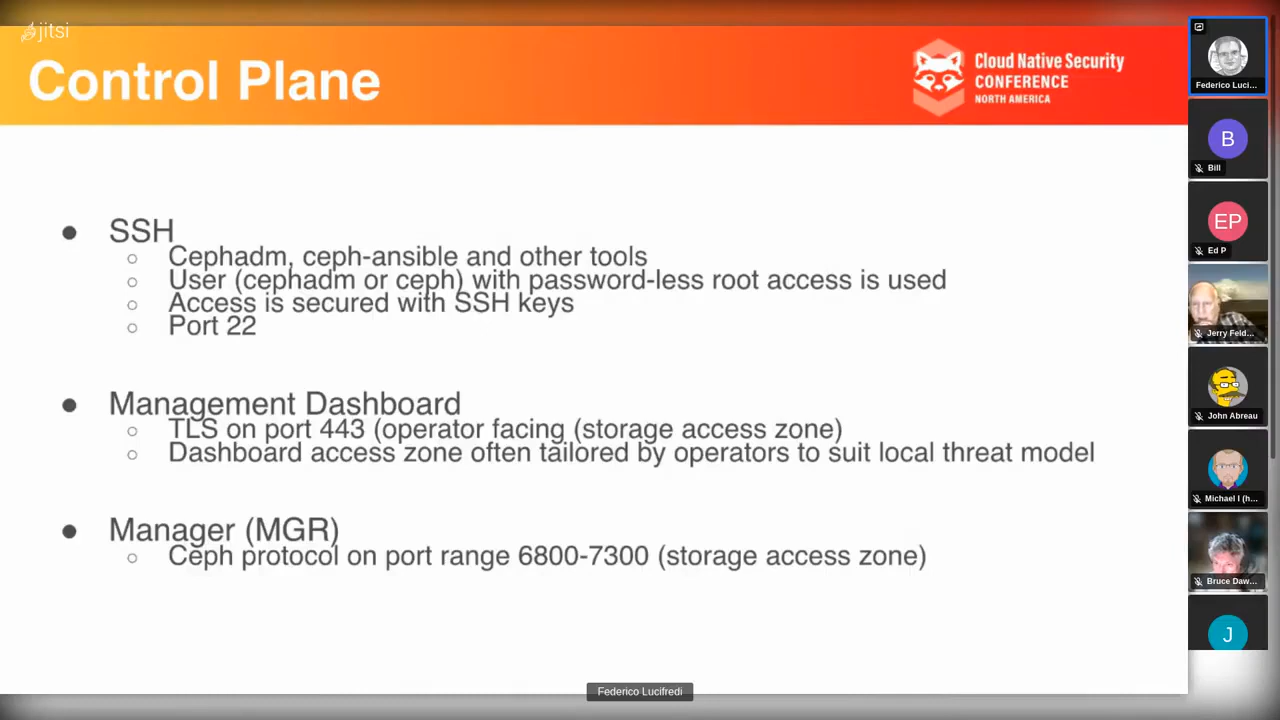 jitsi
Control Plane
Cloud Native Security
CONFERENCE
NORTH AMERICA
SSH
Cephadm, ceph-ansible and other tools
User (cephadm or ceph) with password-less root access is used
Access is secured with SSH keys
Port 22
Management Dashboard
TLS on port 443 (operator facing (storage access zone)
Dashboard access zone often tailored by operators to suit local threat model
Manager (MGR)
Ceph protocol on port range 6800-7300 (storage access zone)
Federico Lucifredi
Federico Luci...
B
Bill
EP
Ed P
Jerry Feld...
John Abreau
Michael I (h...
Bruce Daw...
J